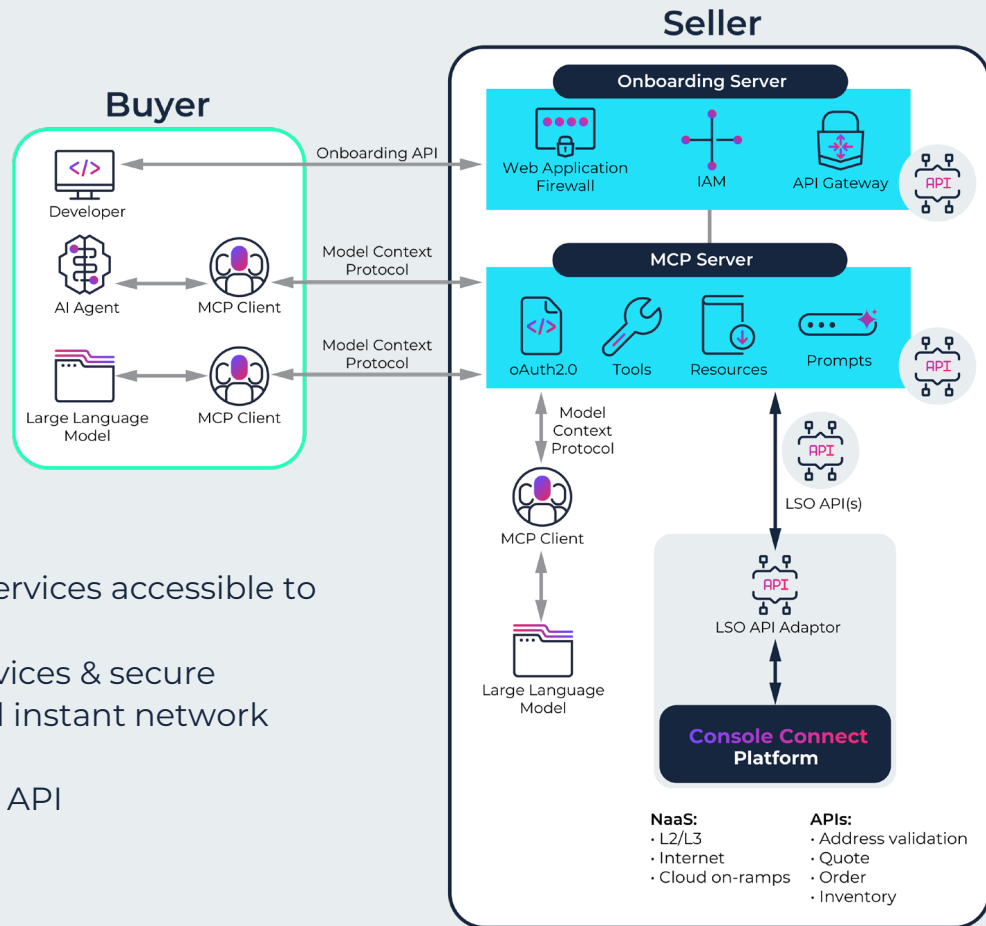 Seller
Buyer
Onboarding Server
Web Application
Firewall
IAM
API Gateway
API
Onboarding API
Developer
Model Context
Protocol
AI Agent
MCP Client
Model Context
Protocol
Large Language
Model
MCP Client
MCP Server
oAuth2.0
Tools
Resources
Prompts
API
Model
Context
Protocol
API
LSO API(s)
MCP Client
Large Language
Model
API
LSO API Adaptor
Console Connect
Platform
NaaS:
· L2/L3
· Internet
· Cloud on-ramps
APIs:
· Address validation
· Quote
· Order
· Inventory
ervices accessible to
vices & secure
l instant network
API